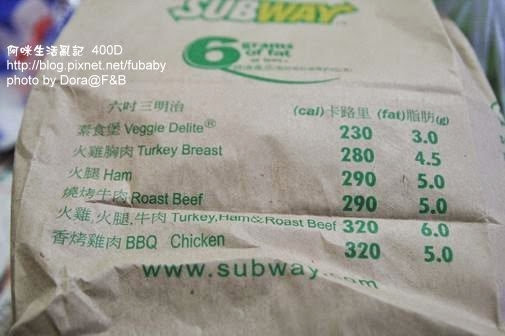 阿咪生活亂記 400D
http://blog.pixnet.net/fubaby
photo by Dora@F&B
SUBWAY
6 grams of fat
六吋三明治 (cal)卡路里 (fat)脂肪(g)
素食堡 Veggie Delite® 230 3.0
火雞胸肉 Turkey Breast 280 4.5
火腿 Ham 290 5.0
燒烤牛肉 Roast Beef 290 5.0
火雞,火腿,牛肉 Turkey,Ham&Roast Beef 320 6.0
香烤雞肉 BBQ Chicken 320 5.0
www.subway.com